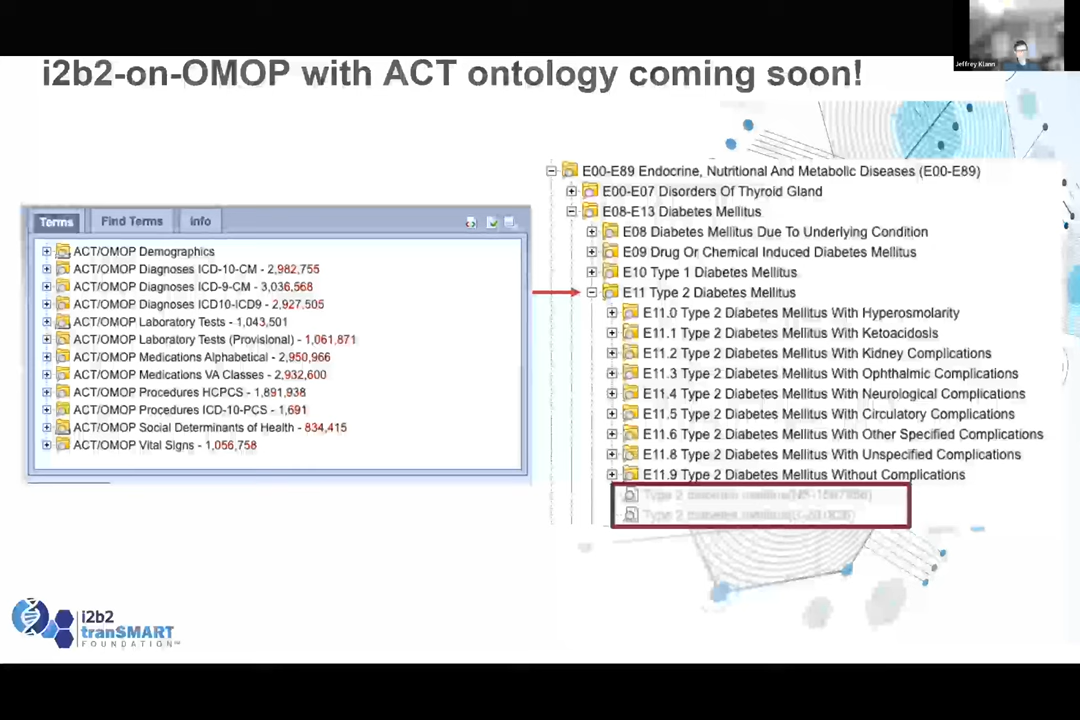 Jeffrey Klann
i2b2-on-OMOP with ACT ontology coming soon!
Terms
Find Terms
Info
ACT/OMOP Demographics
ACT/OMOP Diagnoses ICD-10-CM - 2,982,755
ACT/OMOP Diagnoses ICD-9-CM - 3,036,568
ACT/OMOP Diagnoses ICD10-ICD9 - 2,927,505
ACT/OMOP Laboratory Tests - 1,043,501
ACT/OMOP Laboratory Tests (Provisional) - 1,061,871
ACT/OMOP Medications Alphabetical - 2,950,966
ACT/OMOP Medications VA Classes - 2,932,600
ACT/OMOP Procedures HCPCS - 1,891,938
ACT/OMOP Procedures ICD-10-PCS - 1,691
ACT/OMOP Social Determinants of Health - 834,415
ACT/OMOP Vital Signs - 1,056,758
E00-E89 Endocrine, Nutritional And Metabolic Diseases (E00-E89)
E00-E07 Disorders Of Thyroid Gland
E08-E13 Diabetes Mellitus
E08 Diabetes Mellitus Due To Underlying Condition
E09 Drug Or Chemical Induced Diabetes Mellitus
E10 Type 1 Diabetes Mellitus
E11 Type 2 Diabetes Mellitus
E11.0 Type 2 Diabetes Mellitus With Hyperosmolarity
E11.1 Type 2 Diabetes Mellitus With Ketoacidosis
E11.2 Type 2 Diabetes Mellitus With Kidney Complications
E11.3 Type 2 Diabetes Mellitus With Ophthalmic Complications
E11.4 Type 2 Diabetes Mellitus With Neurological Complications
E11.5 Type 2 Diabetes Mellitus With Circulatory Complications
E11.6 Type 2 Diabetes Mellitus With Other Specified Complications
E11.8 Type 2 Diabetes Mellitus With Unspecified Complications
E11.9 Type 2 Diabetes Mellitus Without Complications
Type 2 diabetes mellitus
Type 2 diabetes mellitus
i2b2
tranSMART
FOUNDATION